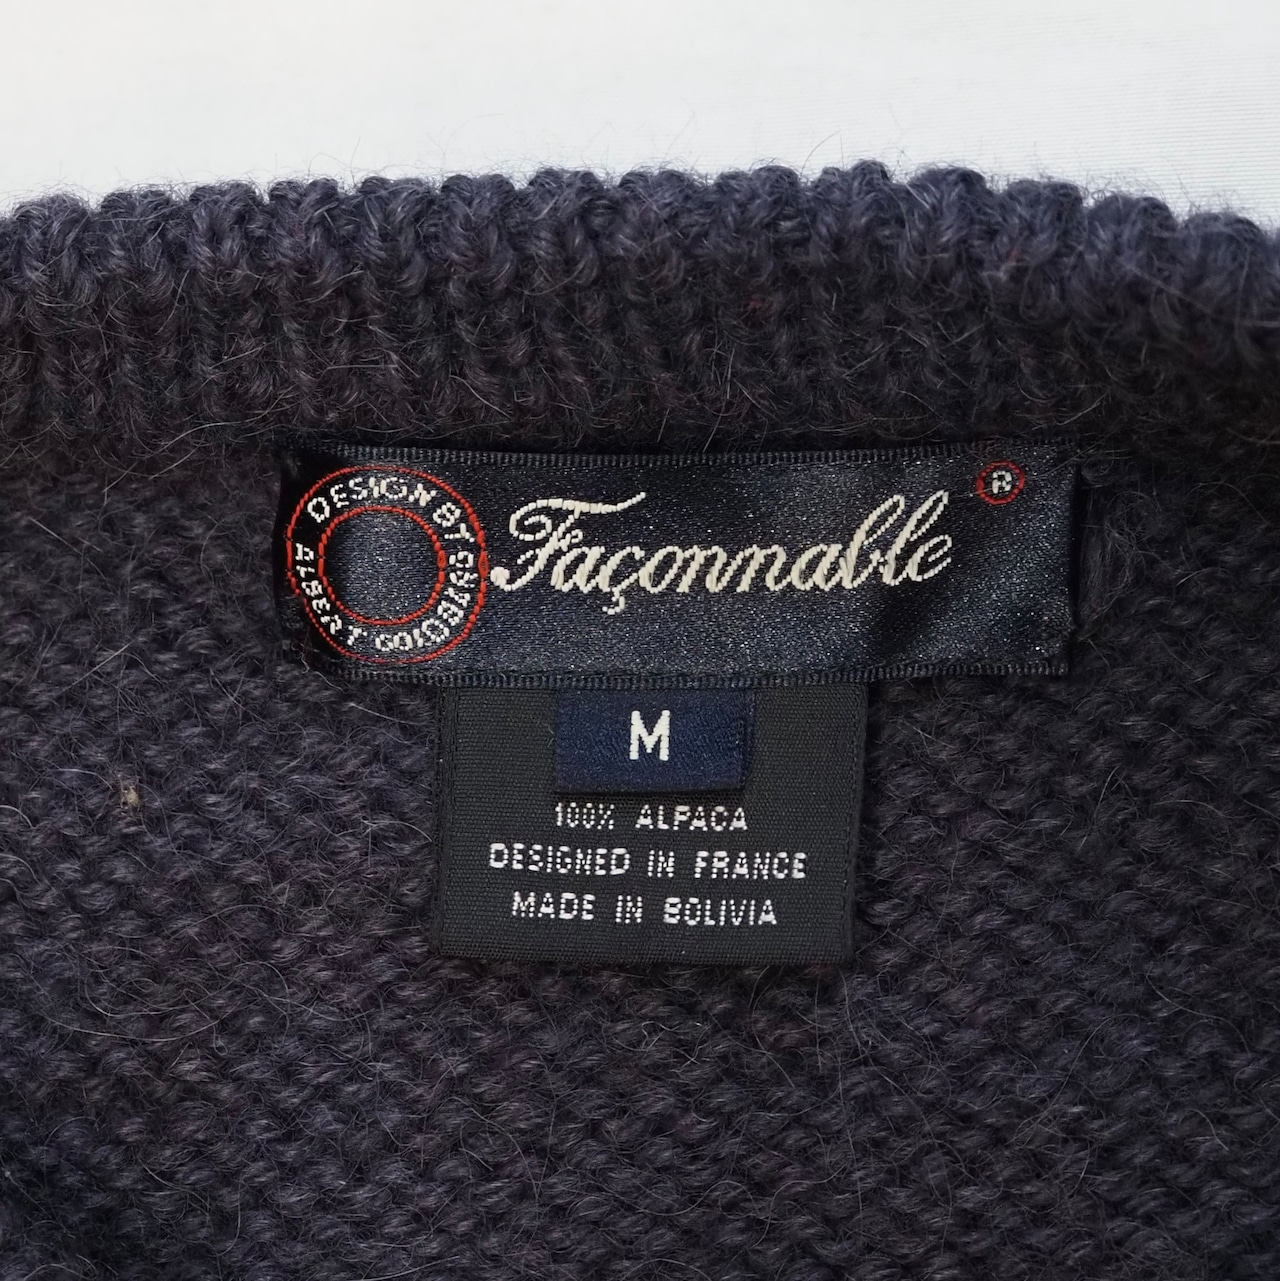 DESIGN BY ALBERT GOLDBERG
Façonnable ®
M
100% ALPACA
DESIGNED IN FRANCE
MADE IN BOLIVIA